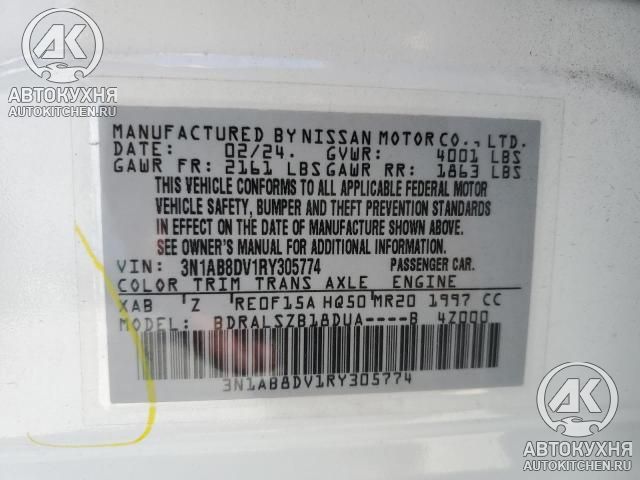 AK
АВТОКУХНЯ
AUTOKITCHEN.RU
MANUFACTURED BY NISSAN MOTOR CO., LTD.
DATE: 02/24. GVWR: 4001 LBS
GAWR FR: 2161 LBS GAWR RR: 1863 LBS
THIS VEHICLE CONFORMS TO ALL APPLICABLE FEDERAL MOTOR
VEHICLE SAFETY, BUMPER AND THEFT PREVENTION STANDARDS
IN EFFECT ON THE DATE OF MANUFACTURE SHOWN ABOVE.
SEE OWNER'S MANUAL FOR ADDITIONAL INFORMATION.
VIN: 3N1AB8DV1RY305774 PASSENGER CAR.
COLOR TRIM TRANS AXLE ENGINE
XAB Z RE0F15A HQ50 MR20 1997 CC
MODEL: BDRALSZB18DUA----B 4Z000
3N1AB8DV1RY305774
AK
АВТОКУХНЯ
AUTOKITCHEN.RU